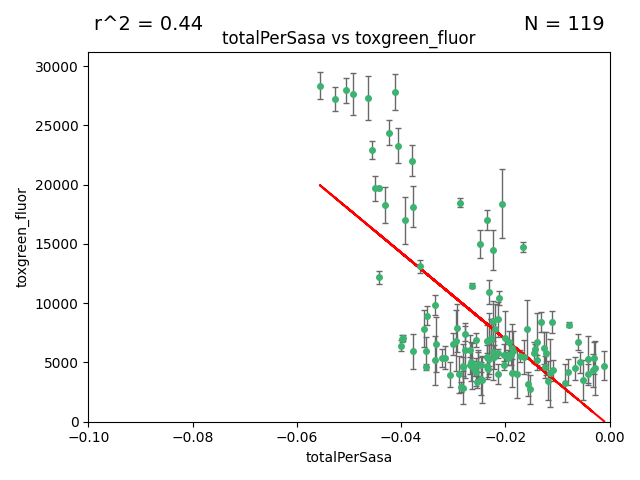 r^2 = 0.44
N = 119
totalPerSasa vs toxgreen_fluor
toxgreen_fluor
30000
25000
20000
15000
10000
5000
0
−0.10
−0.08
−0.06
−0.04
−0.02
0.00
totalPerSasa